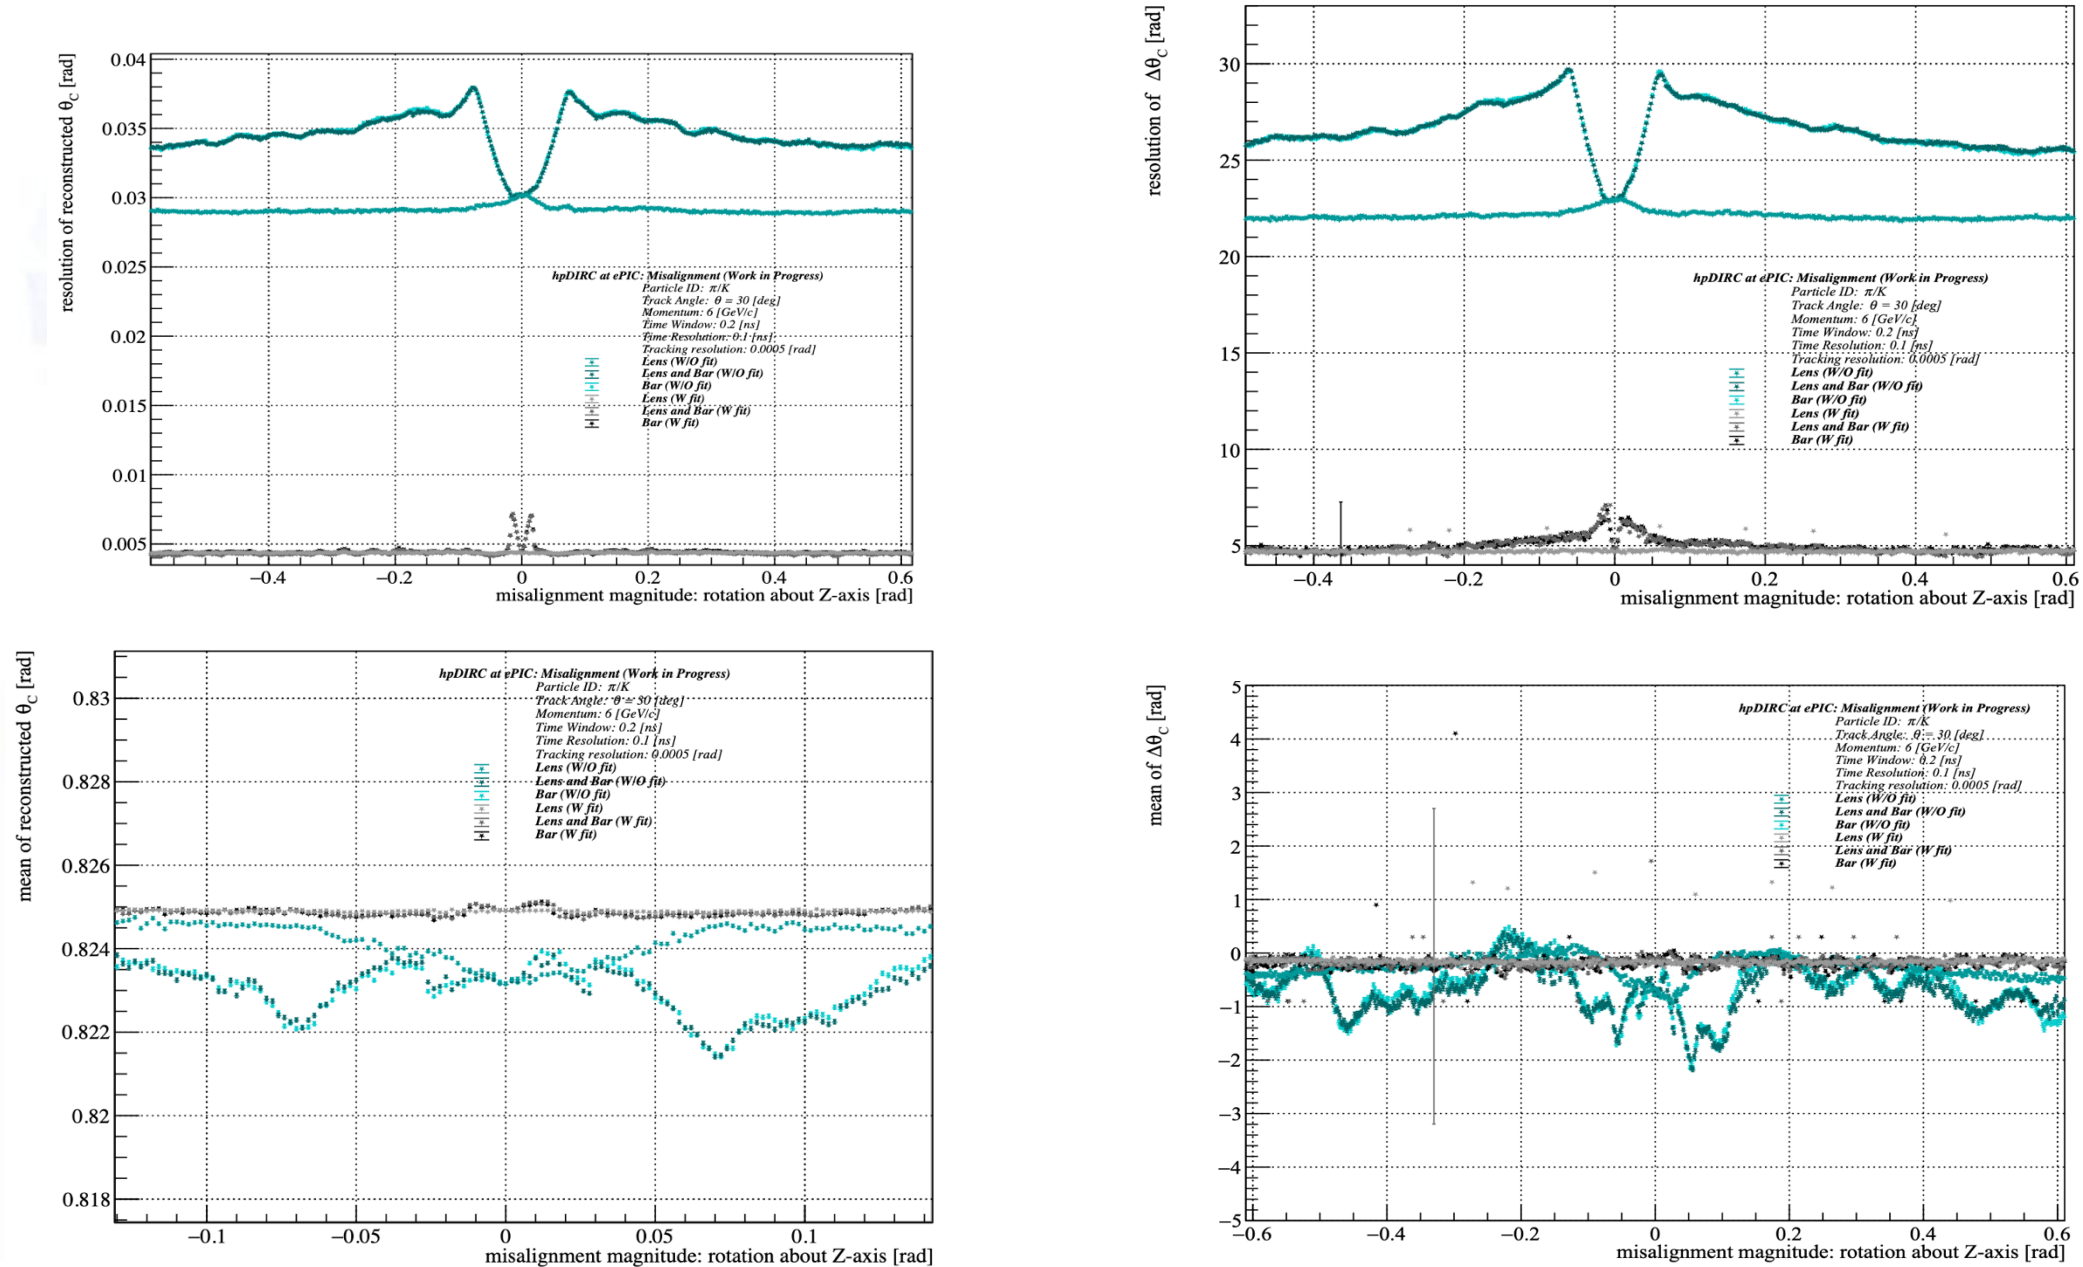 resolution of reconstructed θC [rad]
0.04
0.035
0.03
0.025
0.02
0.015
0.01
0.005
hpDIRC at ePIC: Misalignment (Work in Progress)
Particle ID: π/K
Track Angle: θ = 30 [deg]
Momentum: 6 [GeV/c]
Time Window: 0.2 [ns]
Time Resolution: 0.1 [ns]
Tracking resolution: 0.0005 [rad]
Lens (W/O fit)
Lens and Bar (W/O fit)
Bar (W/O fit)
Lens (W fit)
Lens and Bar (W fit)
Bar (W fit)
−0.4 −0.2 0 0.2 0.4 0.6
misalignment magnitude: rotation about Z-axis [rad]
resolution of ΔθC [rad]
30
25
20
15
10
5
hpDIRC at ePIC: Misalignment (Work in Progress)
Particle ID: π/K
Track Angle: θ = 30 [deg]
Momentum: 6 [GeV/c]
Time Window: 0.2 [ns]
Time Resolution: 0.1 [ns]
Tracking resolution: 0.0005 [rad]
Lens (W/O fit)
Lens and Bar (W/O fit)
Bar (W/O fit)
Lens (W fit)
Lens and Bar (W fit)
Bar (W fit)
−0.4 −0.2 0 0.2 0.4 0.6
misalignment magnitude: rotation about Z-axis [rad]
mean of reconstructed θC [rad]
0.83
0.828
0.826
0.824
0.822
0.82
0.818
hpDIRC at ePIC: Misalignment (Work in Progress)
Particle ID: π/K
Track Angle: θ = 30 [deg]
Momentum: 6 [GeV/c]
Time Window: 0.2 [ns]
Time Resolution: 0.1 [ns]
Tracking resolution: 0.0005 [rad]
Lens (W/O fit)
Lens and Bar (W/O fit)
Bar (W/O fit)
Lens (W fit)
Lens and Bar (W fit)
Bar (W fit)
−0.1 −0.05 0 0.05 0.1
misalignment magnitude: rotation about Z-axis [rad]
mean of ΔθC [rad]
5
4
3
2
1
0
−1
−2
−3
−4
−5
hpDIRC at ePIC: Misalignment (Work in Progress)
Particle ID: π/K
Track Angle: θ = 30 [deg]
Momentum: 6 [GeV/c]
Time Window: 0.2 [ns]
Time Resolution: 0.1 [ns]
Tracking resolution: 0.0005 [rad]
Lens (W/O fit)
Lens and Bar (W/O fit)
Bar (W/O fit)
Lens (W fit)
Lens and Bar (W fit)
Bar (W fit)
−0.6 −0.4 −0.2 0 0.2 0.4 0.6
misalignment magnitude: rotation about Z-axis [rad]